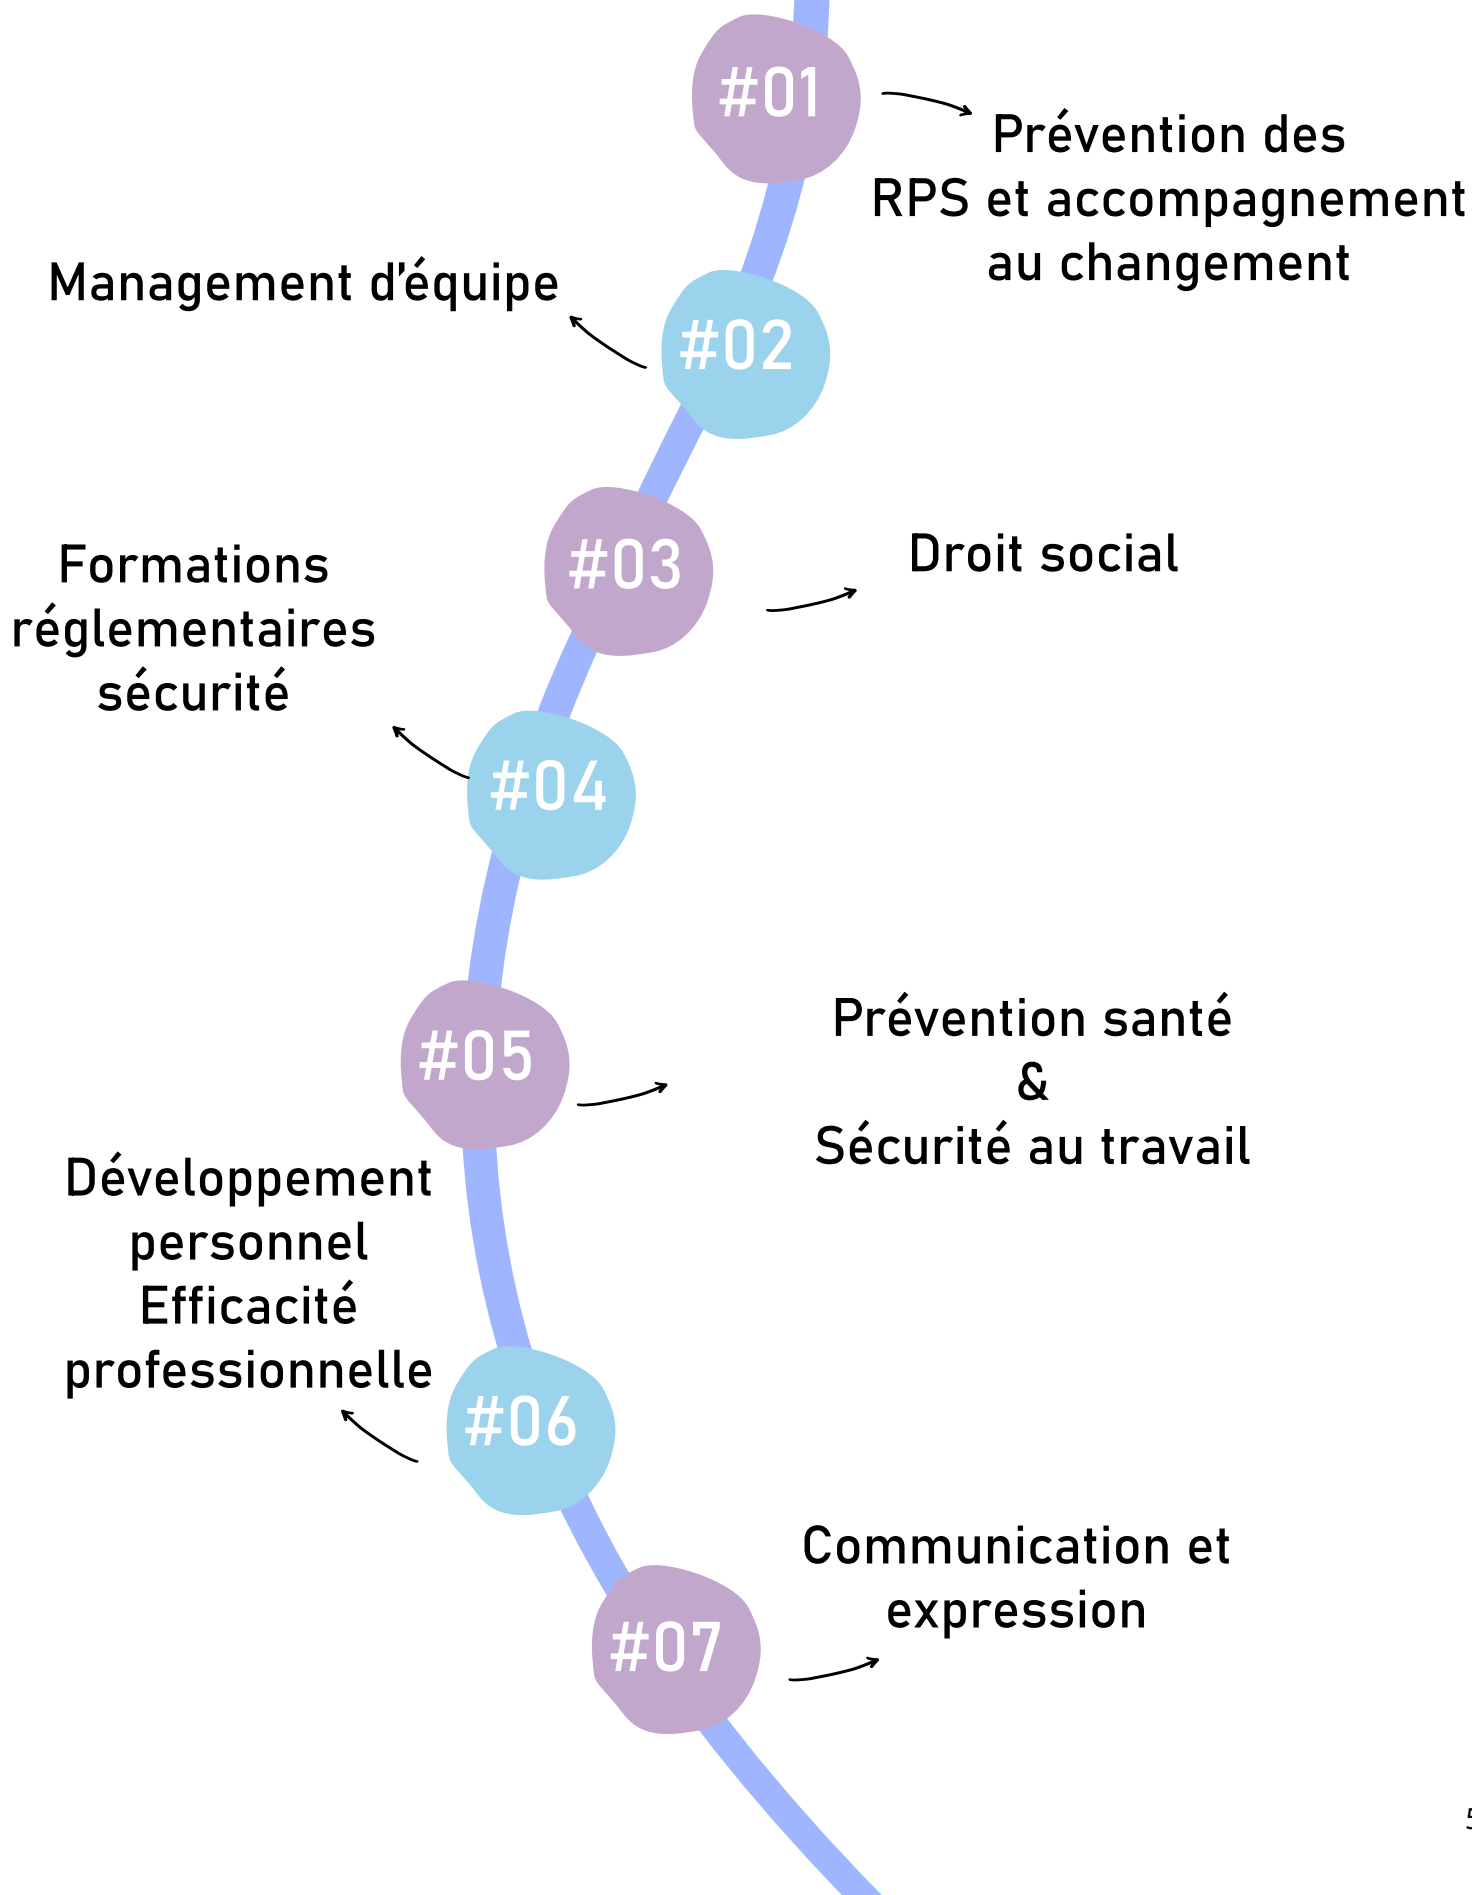 #01
Prévention des
RPS et accompagnement
au changement
Management d'équipe
#02
#03
Droit social
Formations
réglementaires
sécurité
#04
#05
Prévention santé
&
Sécurité au travail
Développement
personnel
Efficacité
professionnelle
#06
#07
Communication et
expression